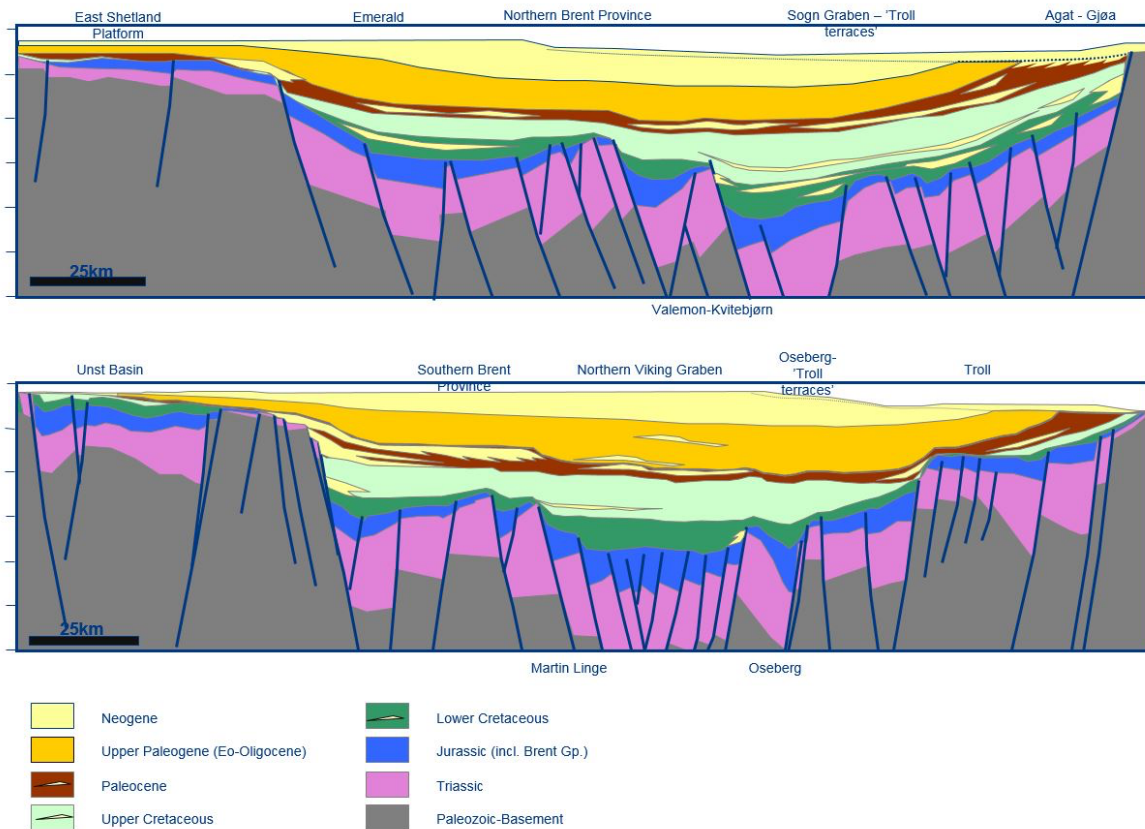 East Shetland
Platform
Emerald
Northern Brent Province
Sogn Graben – 'Troll
terraces'
Agat - Gjøa
25km
Valemon-Kvitebjørn
Unst Basin
Southern Brent
Province
Northern Viking Graben
Oseberg-
'Troll
terraces'
Troll
25km
Martin Linge
Oseberg
Neogene
Upper Paleogene (Eo-Oligocene)
Paleocene
Upper Cretaceous
Lower Cretaceous
Jurassic (incl. Brent Gp.)
Triassic
Paleozoic-Basement